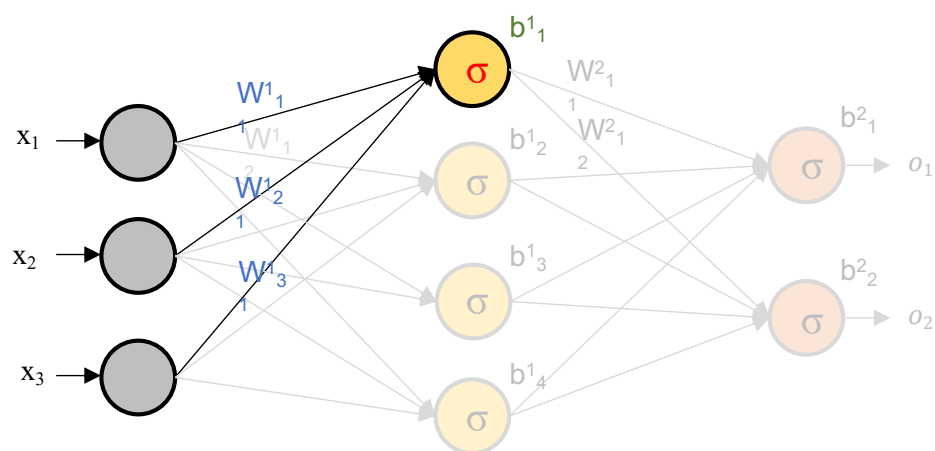 b¹₁
σ
W¹₁
₁
W²₁
₁
x₁
W¹₁
₂
W²₁
₂
b¹₂
b²₁
σ
σ
o₁
W¹₂
₁
x₂
W¹₃
₁
b¹₃
σ
b²₂
σ
o₂
x₃
b¹₄
σ